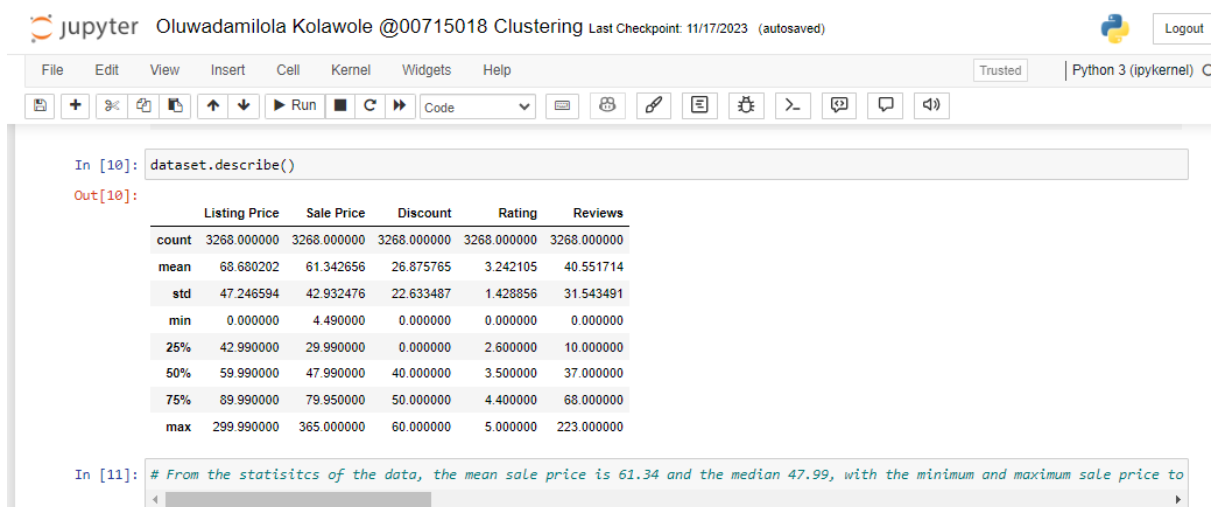 jupyter Oluwadamilola Kolawole @00715018 Clustering Last Checkpoint: 11/17/2023 (autosaved) Logout
File Edit View Insert Cell Kernel Widgets Help Trusted Python 3 (ipykernel)
Run Code
In [10]: dataset.describe()
Out[10]:
Listing Price Sale Price Discount Rating Reviews
count 3268.000000 3268.000000 3268.000000 3268.000000 3268.000000
mean 68.680202 61.342656 26.875765 3.242105 40.551714
std 47.246594 42.932476 22.633487 1.428856 31.543491
min 0.000000 4.490000 0.000000 0.000000 0.000000
25% 42.990000 29.990000 0.000000 2.600000 10.000000
50% 59.990000 47.990000 40.000000 3.500000 37.000000
75% 89.990000 79.950000 50.000000 4.400000 68.000000
max 299.990000 365.000000 60.000000 5.000000 223.000000
In [11]: # From the statisitcs of the data, the mean sale price is 61.34 and the median 47.99, with the minimum and maximum sale price to